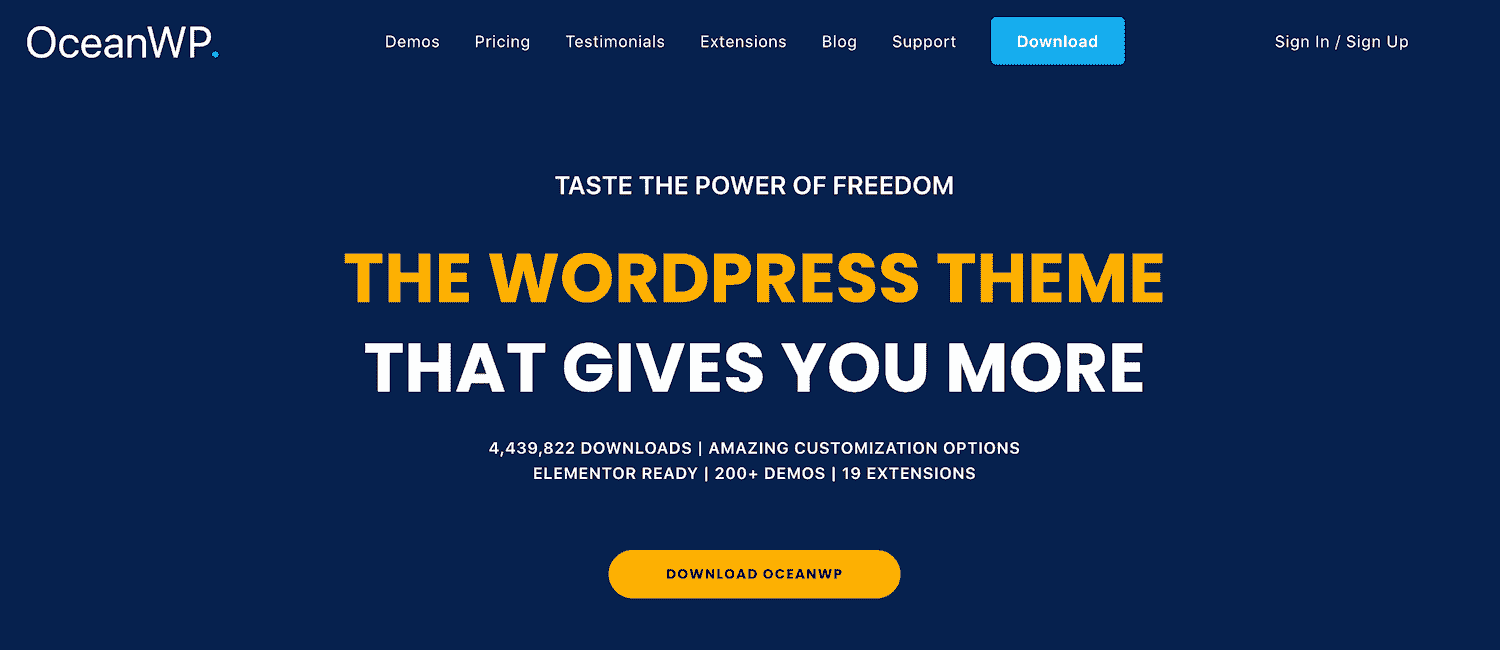 OceanWP.
Demos Pricing Testimonials Extensions Blog Support Download Sign In / Sign Up
TASTE THE POWER OF FREEDOM
THE WORDPRESS THEME
THAT GIVES YOU MORE
4,439,822 DOWNLOADS | AMAZING CUSTOMIZATION OPTIONS
ELEMENTOR READY | 200+ DEMOS | 19 EXTENSIONS
DOWNLOAD OCEANWP